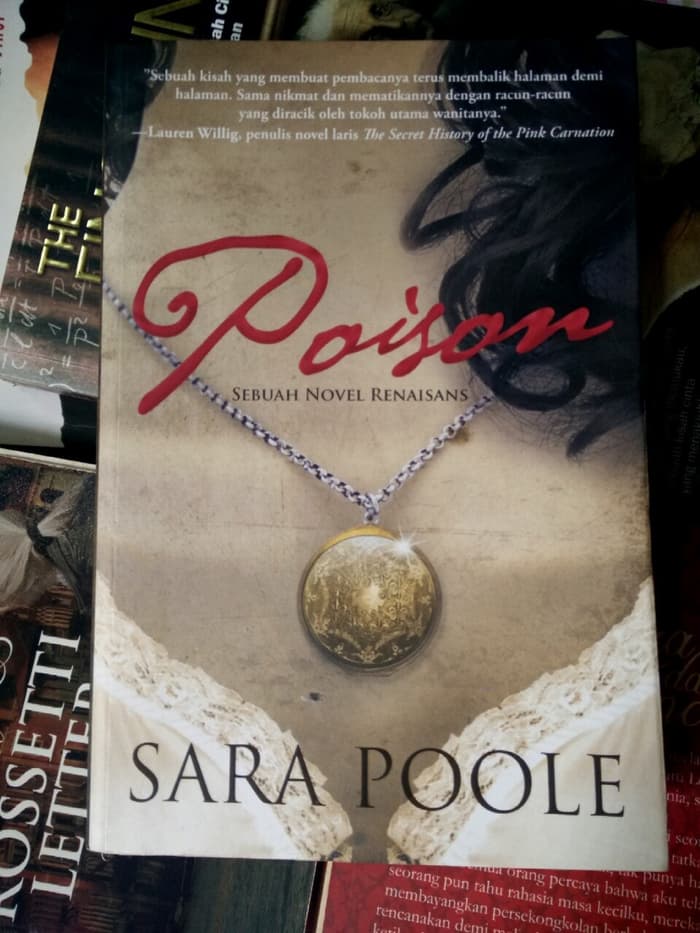 "Sebuah kisah yang membuat pembacanya terus membalik halaman demi
halaman. Sama nikmat dan mematikannya dengan racun-racun
yang diracik oleh tokoh utama wanitanya."
—Lauren Willig, penulis novel laris The Secret History of the Pink Carnation
Poison
SEBUAH NOVEL RENAISANS
SARA POOLE
THE
ROSSETTI
LETTER
orang percaya bahwa aku
seorang pun tahu rahasia masa kecilku,
membayangkan persekongkolan
rencanakan demi